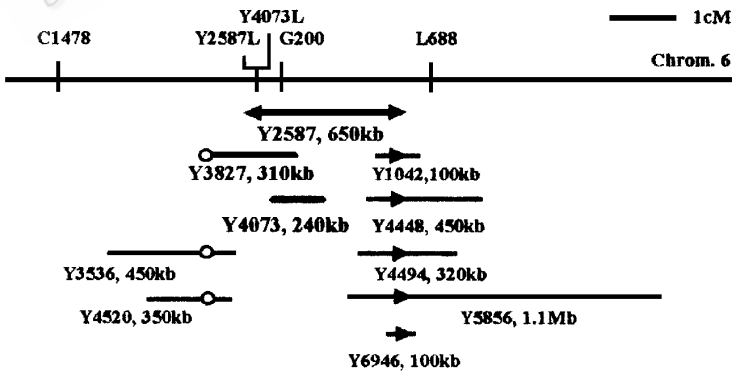 Y4073L
1cM
C1478
Y2587L
G200
L688
Chrom. 6
Y2587, 650kb
Y3827, 310kb
Y1042,100kb
Y4073, 240kb
Y4448, 450kb
Y3536, 450kb
Y4494, 320kb
Y4520, 350kb
Y5856, 1.1Mb
Y6946, 100kb